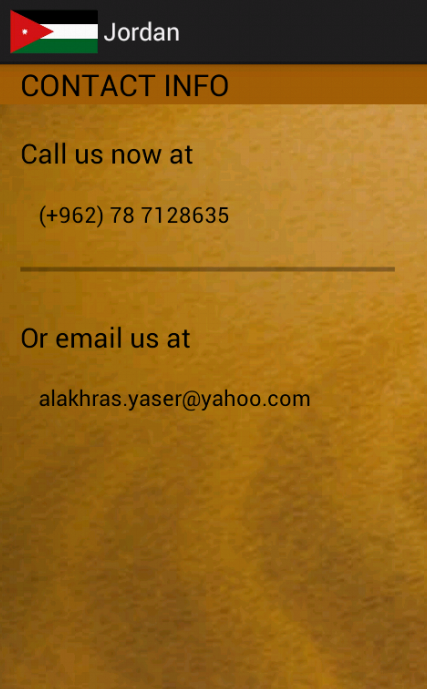 Jordan
CONTACT INFO
Call us now at
(+962) 78 7128635
Or email us at
alakhras.yaser@yahoo.com